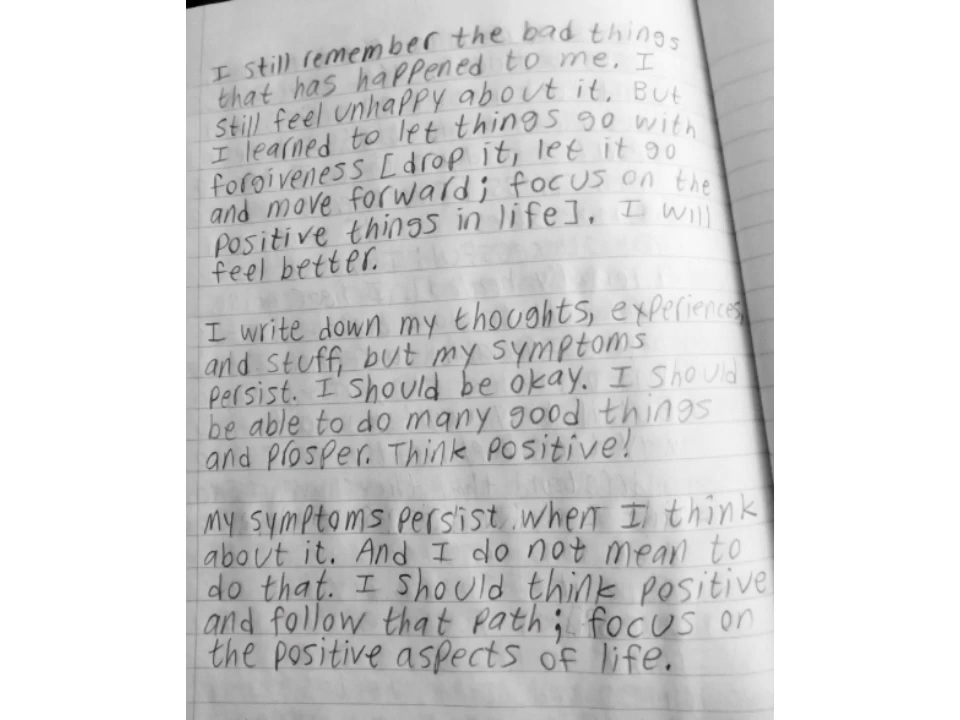 I still remember the bad things
that has happened to me. I
still feel unhappy about it. But
I learned to let things go with
forgiveness [drop it, let it go
and move forward; focus on the
positive things in life]. I will
feel better.
I write down my thoughts, experiences,
and stuff, but my symptoms
persist. I should be okay. I should
be able to do many good things
and prosper. Think positive!
My symptoms persist when I think
about it. And I do not mean to
do that. I should think positive
and follow that path; focus on
the positive aspects of life.